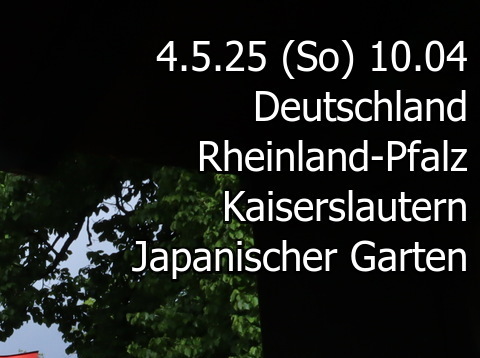 4.5.25 (So) 10.04
Deutschland
Rheinland-Pfalz
Kaiserslautern
Japanischer Garten